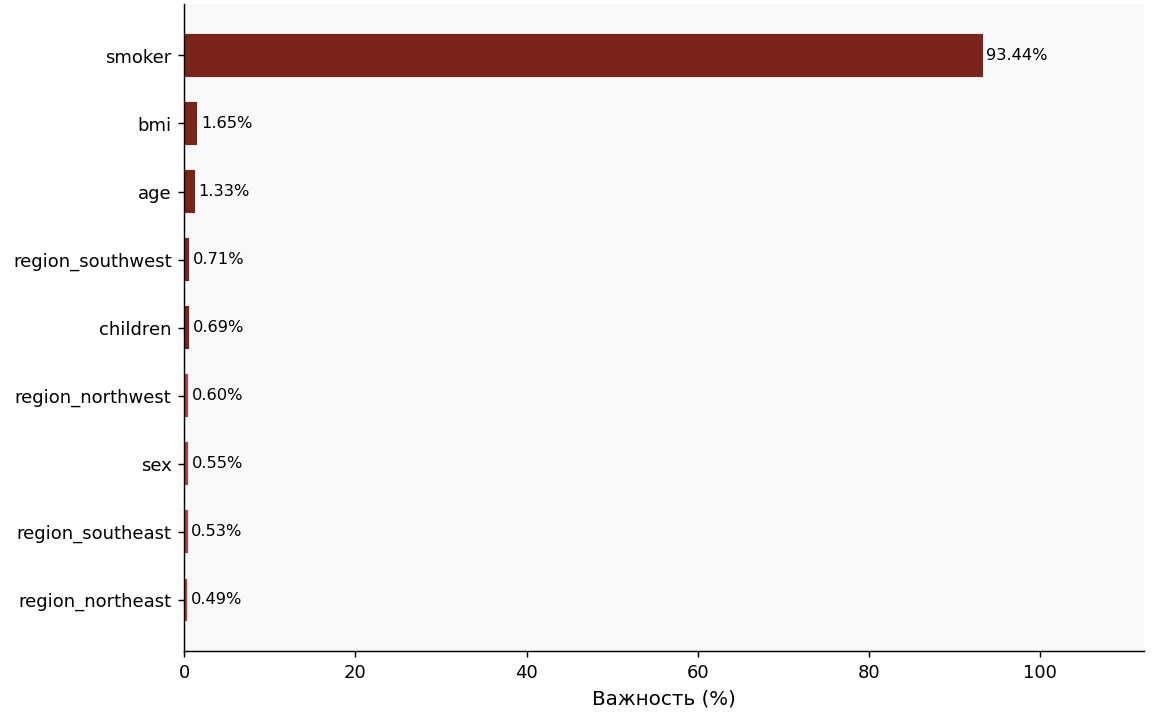 smoker 93.44%
bmi 1.65%
age 1.33%
region_southwest 0.71%
children 0.69%
region_northwest 0.60%
sex 0.55%
region_southeast 0.53%
region_northeast 0.49%
0 20 40 60 80 100
Важность (%)